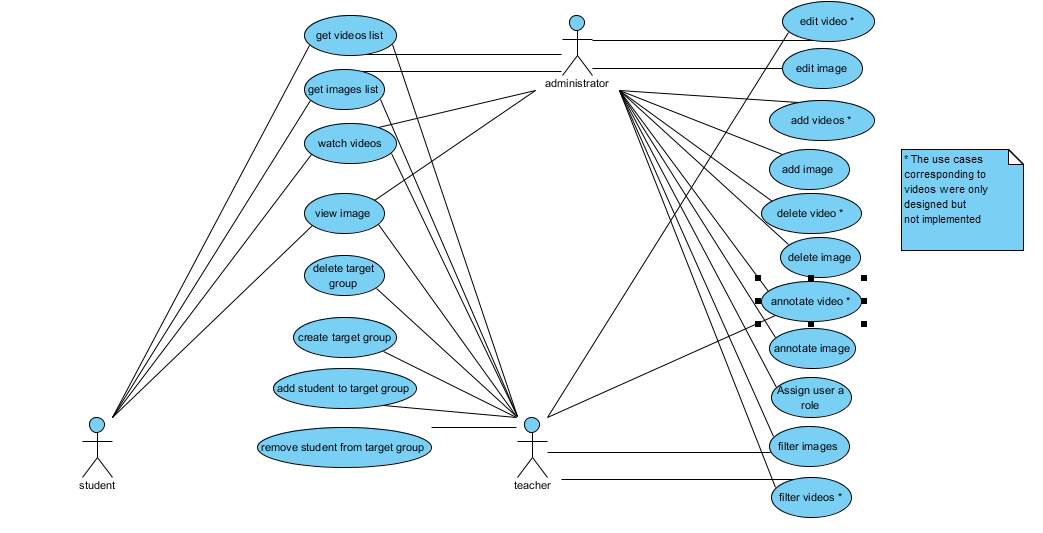 get videos list
get images list
watch videos
view image
delete target
group
create target group
add student to target group
remove student from target group
student
administrator
teacher
edit video *
edit image
add videos *
add image
delete video *
delete image
annotate video *
annotate image
Assign user a
role
filter images
filter videos *
* The use cases
corresponding to
videos were only
designed but
not implemented